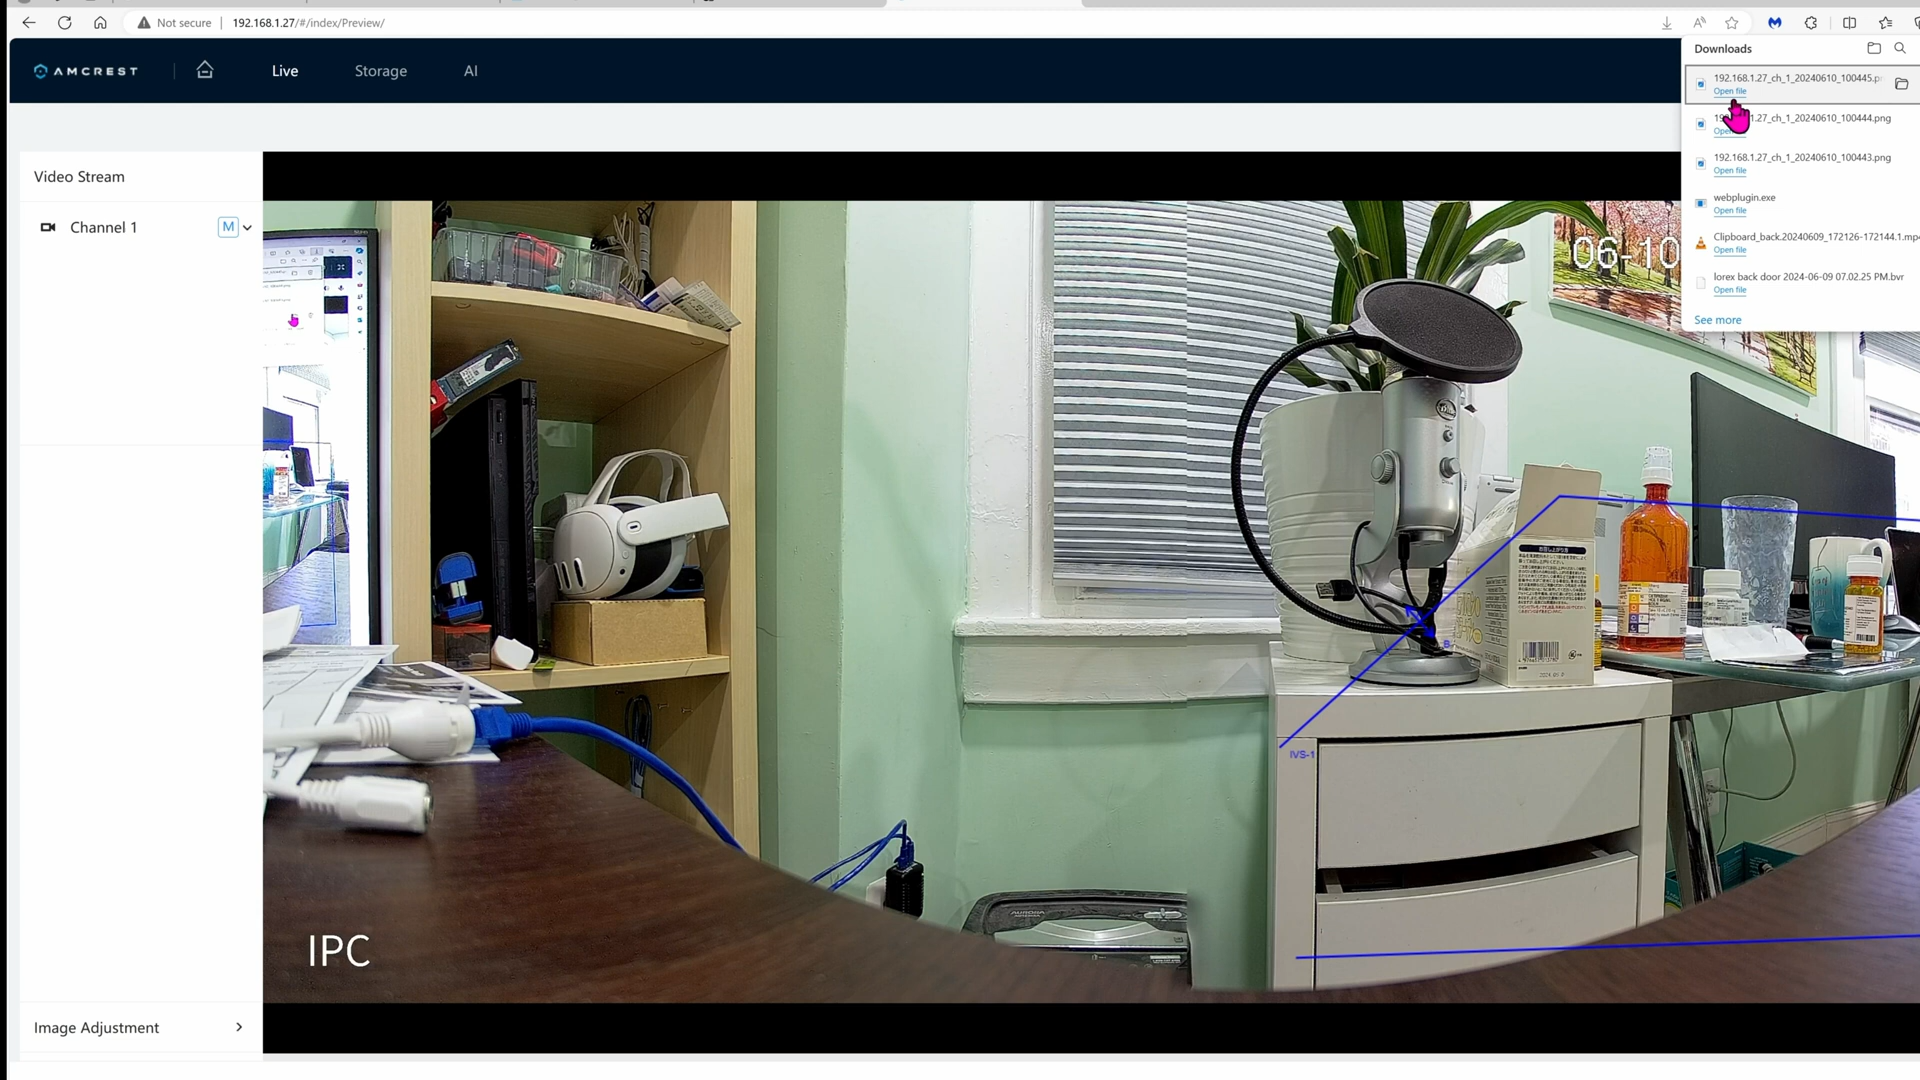 Not secure
192.168.1.27/#/index/Preview/
AMCREST
Live
Storage
AI
Downloads
192.168.1.27_ch_1_20240610_100445.p
Open file
.1.27_ch_1_20240610_100444.png
192.168.1.27_ch_1_20240610_100443.png
Open file
webplugin.exe
Open file
Clipboard_back.20240609_172126-172144.1.mp4
Open file
lorex back door 2024-06-09 07.02.25 PM.bvr
Open file
See more
Video Stream
Channel 1
M
06-10
IVS-1
AURORA
IPC
Image Adjustment